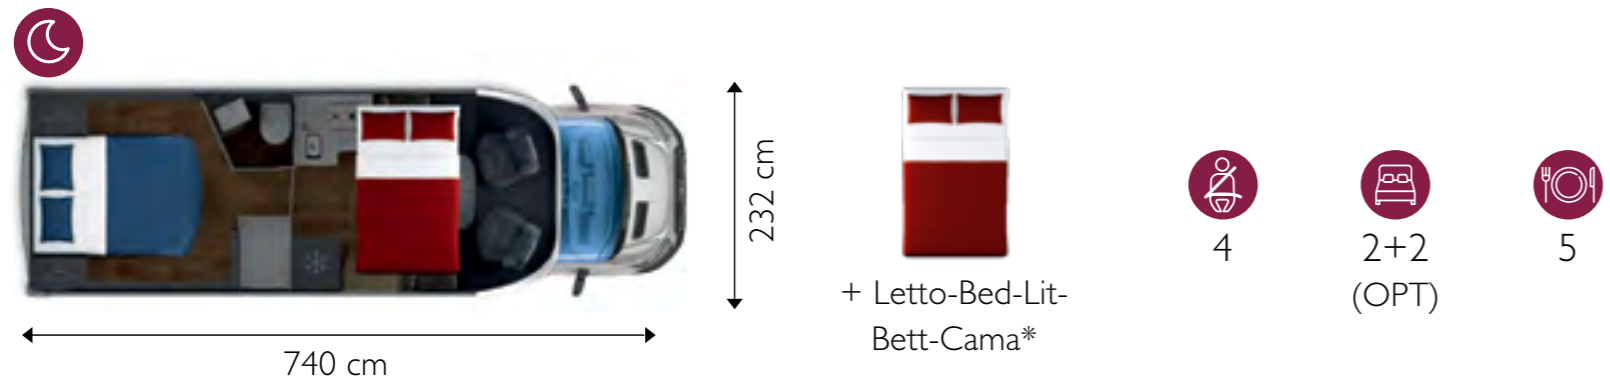 232 cm
740 cm
+ Letto-Bed-Lit-
Bett-Cama*
4
2+2
(OPT)
5